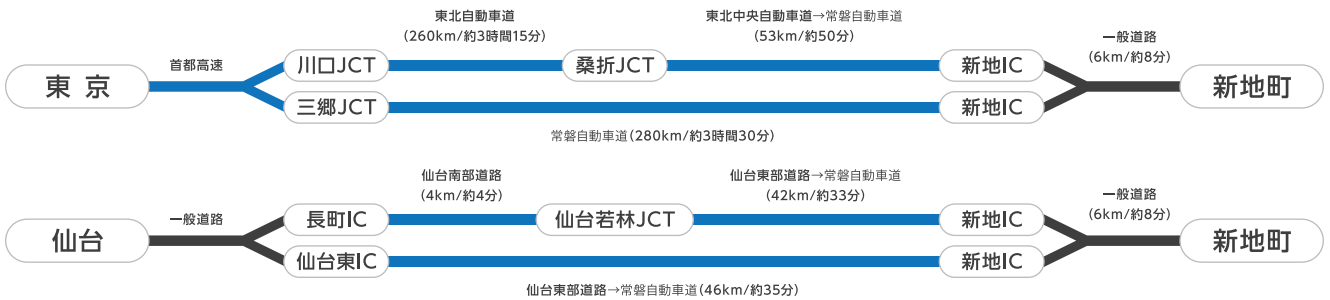 東北自動車道
(260km/約3時間15分)
東北中央自動車道→常磐自動車道
(53km/約50分)
一般道路
(6km/約8分)
首都高速
東京
川口JCT
桑折JCT
新地IC
新地町
三郷JCT
新地IC
常磐自動車道(280km/約3時間30分)
仙台南部道路
(4km/約4分)
仙台東部道路→常磐自動車道
(42km/約33分)
一般道路
(6km/約8分)
一般道路
仙台
長町IC
仙台若林JCT
新地IC
新地町
仙台東IC
新地IC
仙台東部道路→常磐自動車道(46km/約35分)